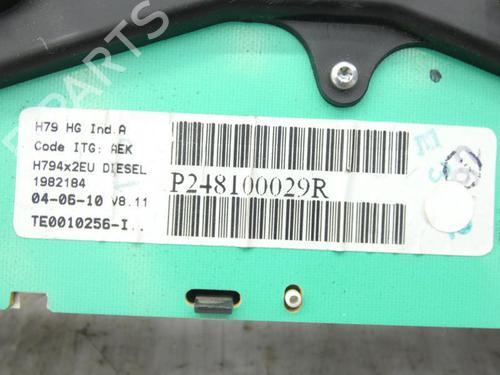 H79 HG Ind.A
Code ITG: AEK
H794x2EU DIESEL
1982184
04-06-10 V8.11
TE0010256-I..
P248100029R